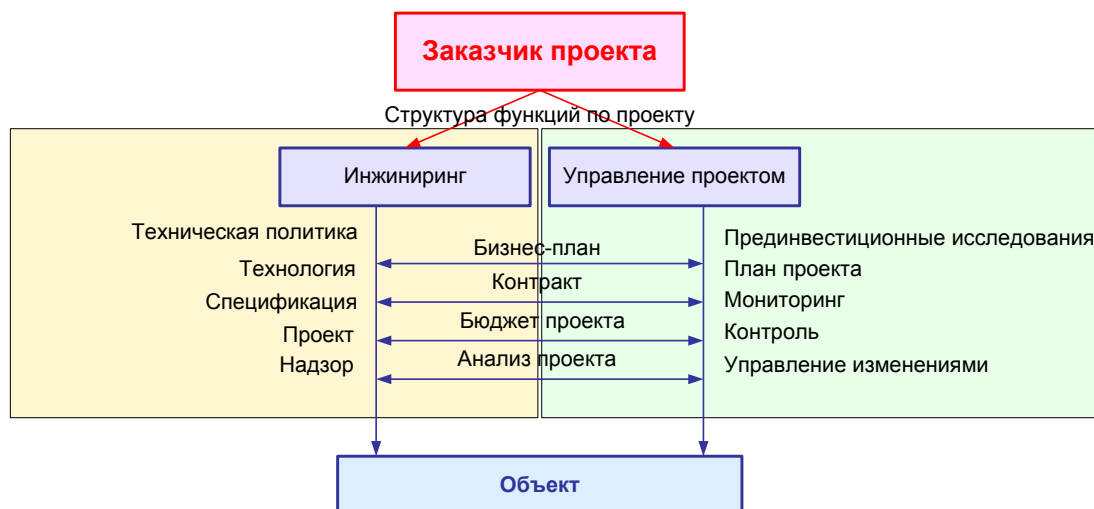 Заказчик проекта
Структура функций по проекту
Инжиниринг
Управление проектом
Техническая политика
Бизнес-план
Прединвестиционные исследования
Технология
План проекта
Контракт
Спецификация
Мониторинг
Бюджет проекта
Проект
Контроль
Анализ проекта
Надзор
Управление изменениями
Объект